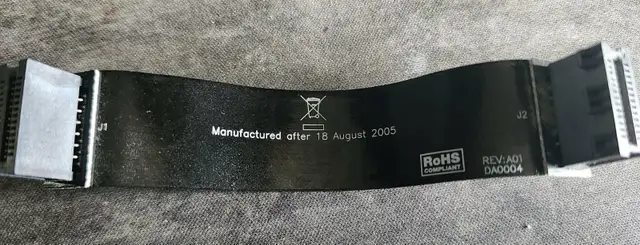 J1
J2
Manufactured after 18 August 2005
RoHS
COMPLIANT
REV:A01
DA0004